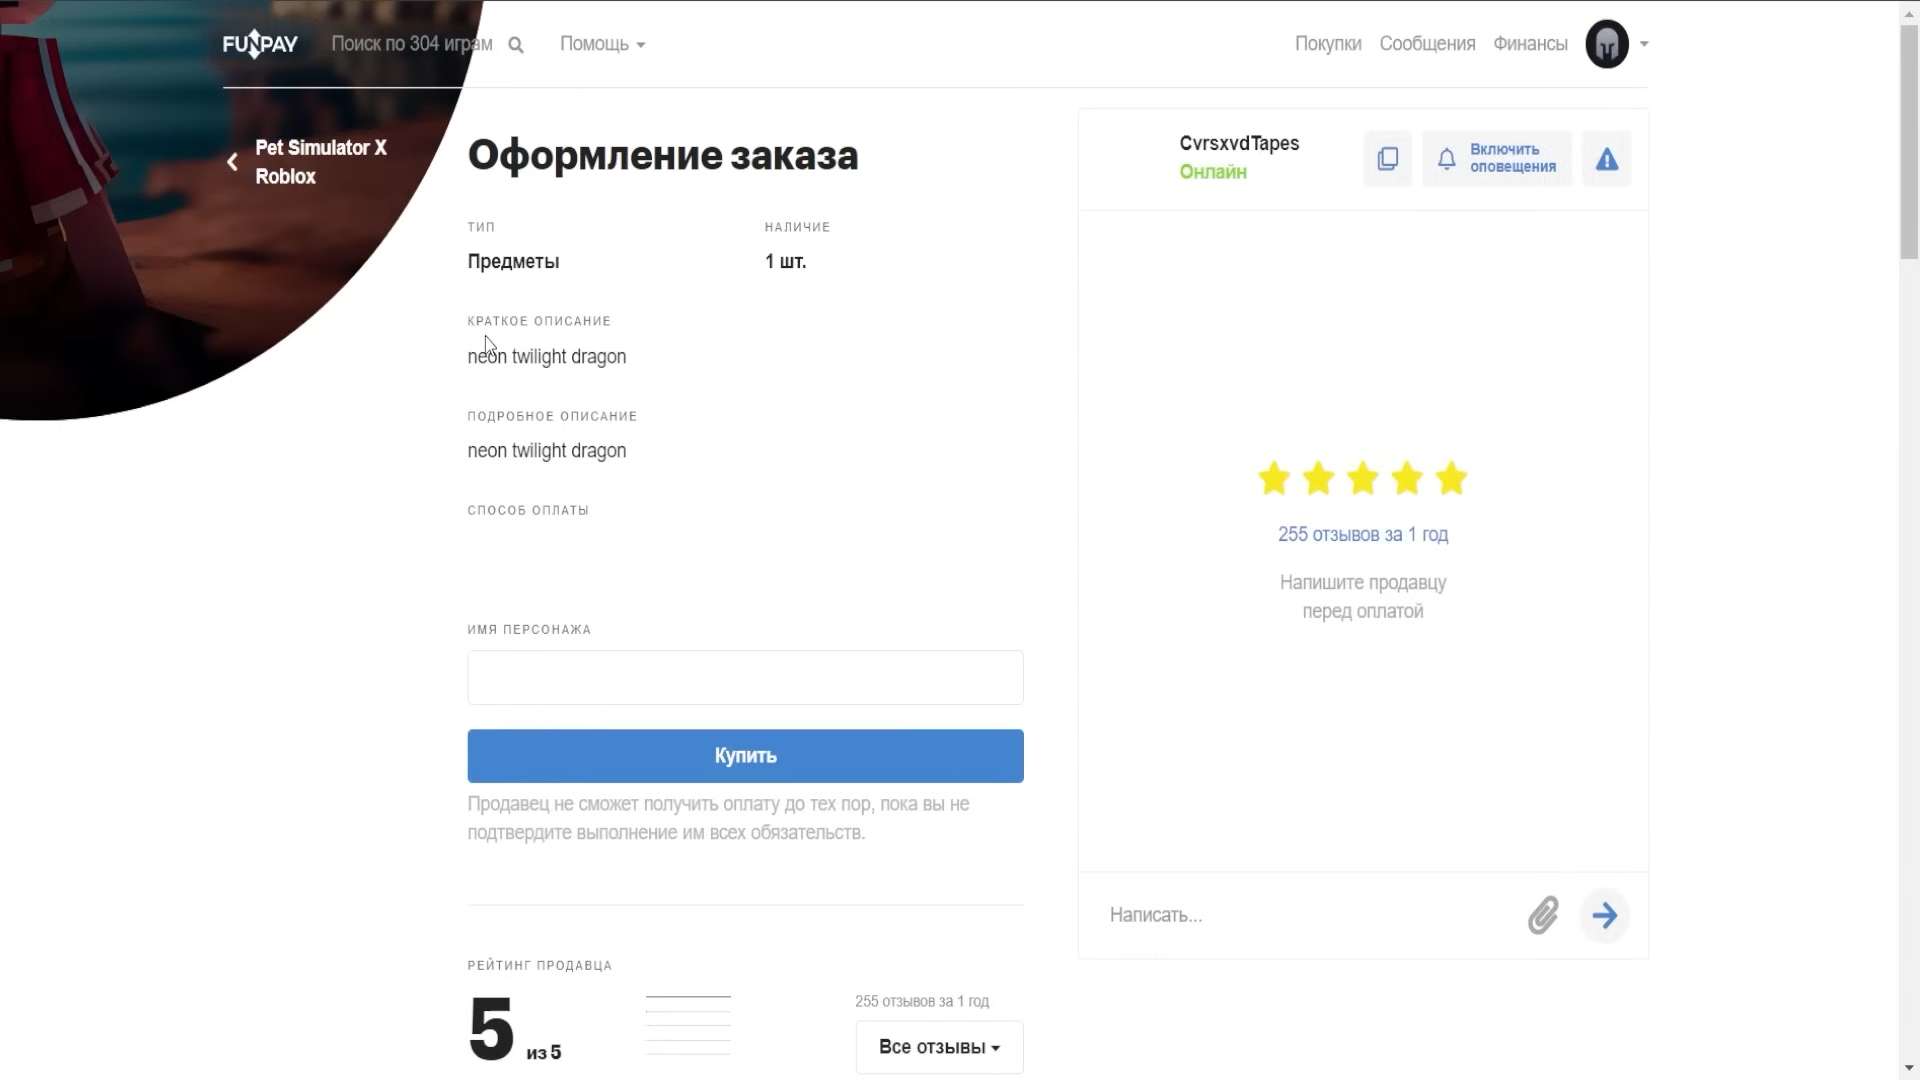 FUNPAY
Поиск по 304 играм
Помощь
Покупки
Сообщения
Финансы
Pet Simulator X
Roblox
Оформление заказа
ТИП
Предметы
НАЛИЧИЕ
1 шт.
КРАТКОЕ ОПИСАНИЕ
neon twilight dragon
ПОДРОБНОЕ ОПИСАНИЕ
neon twilight dragon
СПОСОБ ОПЛАТЫ
ИМЯ ПЕРСОНАЖА
Купить
Продавец не сможет получить оплату до тех пор, пока вы не
подтвердите выполнение им всех обязательств.
РЕЙТИНГ ПРОДАВЦА
5 из 5
255 отзывов за 1 год
Все отзывы
CvrsxvdTapes
Онлайн
Включить
оповещения
255 отзывов за 1 год
Напишите продавцу
перед оплатой
Написать...